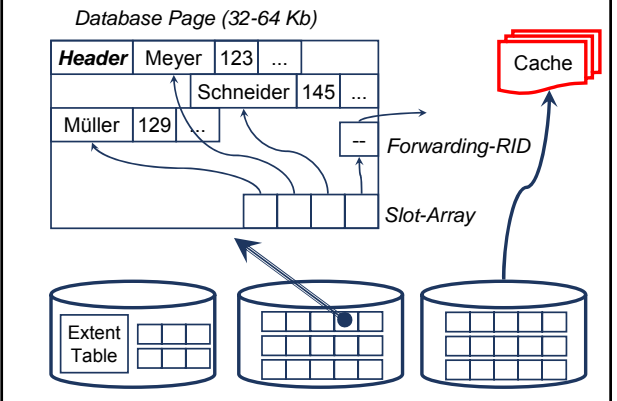 Database Page (32-64 Kb)
Header Meyer 123 ...
Cache
Schneider 145 ...
Müller 129 ...
--
Forwarding-RID
Slot-Array
Extent
Table